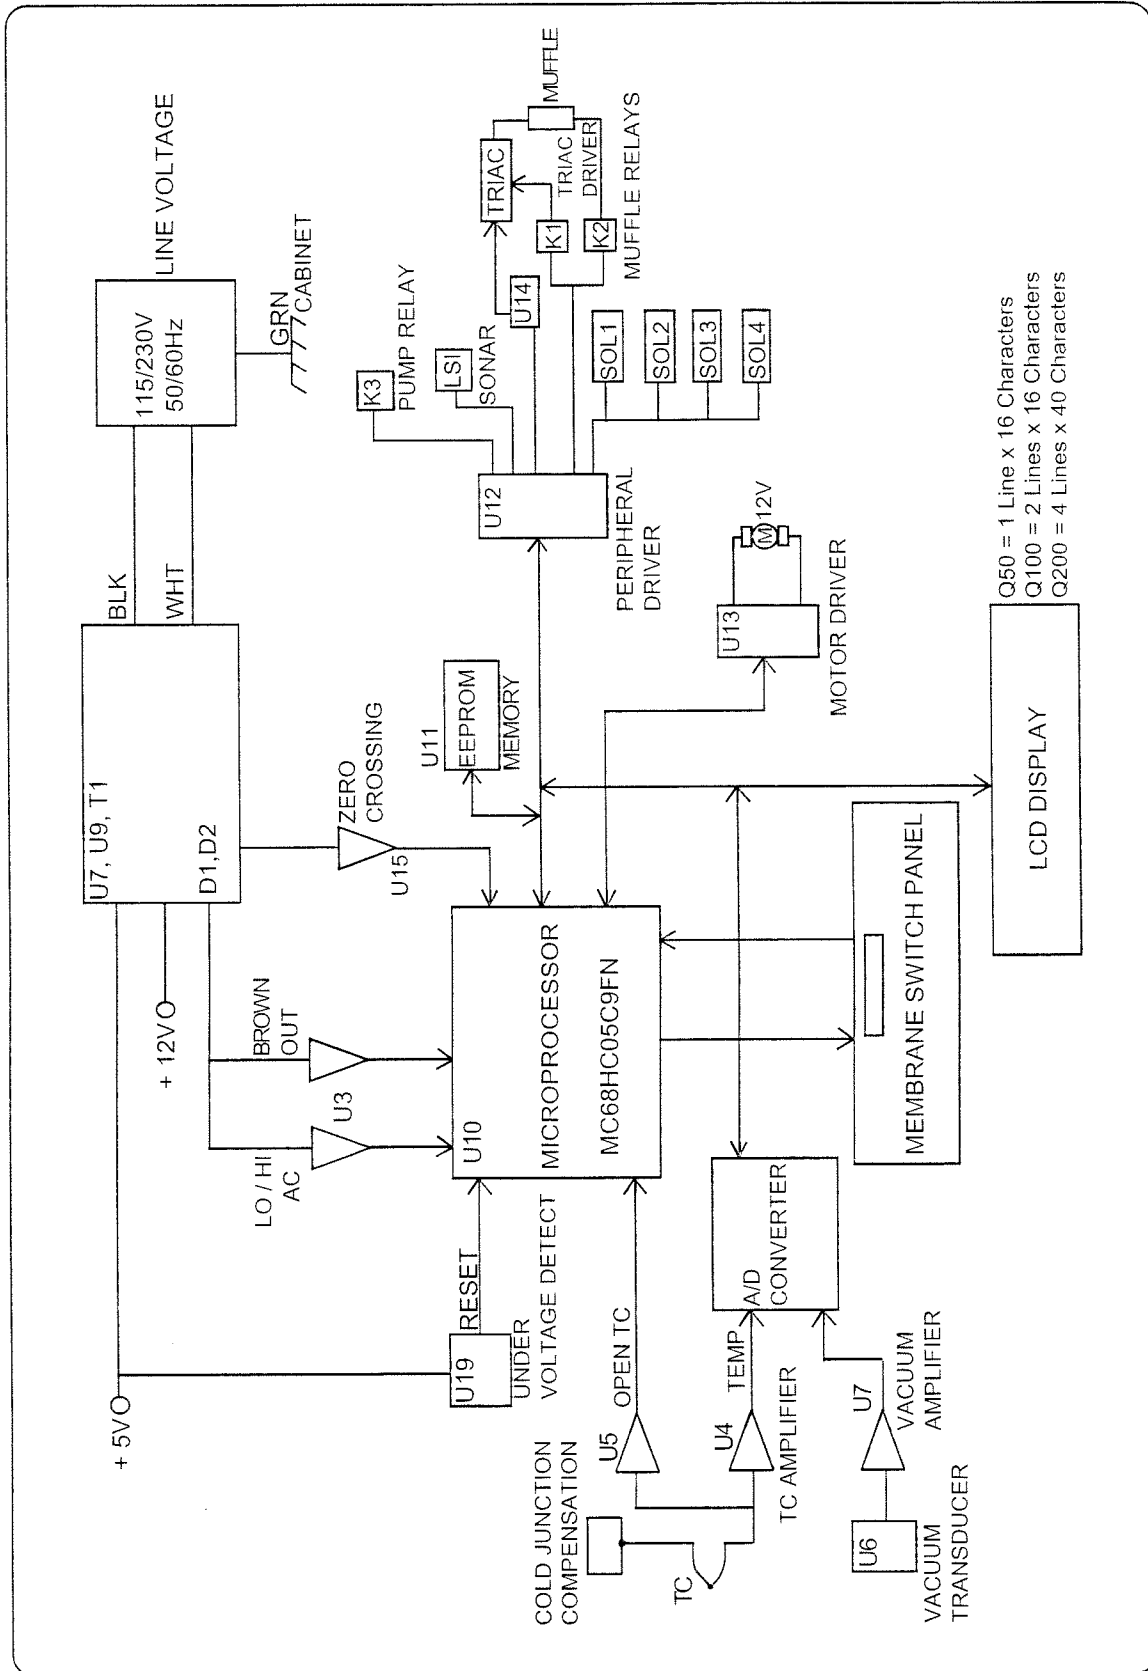 LINE VOLTAGE
115/230V
50/60Hz
GRN
CABINET
BLK
WHT
U7, U9, T1
D1,D2
+ 5VO
+ 12VO
LO / HI
AC
BROWN
OUT
U3
ZERO
CROSSING
U15
U19
UNDER
VOLTAGE DETECT
RESET
U10
MICROPROCESSOR
MC68HC05C9FN
U11
EEPROM
MEMORY
U12
PERIPHERAL
DRIVER
K3
PUMP RELAY
LSI
SONAR
U14
TRIAC
MUFFLE
K1
TRIAC
DRIVER
K2
MUFFLE RELAYS
SOL1
SOL2
SOL3
SOL4
COLD JUNCTION
COMPENSATION
TC
U5
OPEN TC
U4
TEMP
TC AMPLIFIER
A/D
CONVERTER
U6
VACUUM
TRANSDUCER
U7
VACUUM
AMPLIFIER
U13
M
12V
MOTOR DRIVER
MEMBRANE SWITCH PANEL
LCD DISPLAY
Q50 = 1 Line x 16 Characters
Q100 = 2 Lines x 16 Characters
Q200 = 4 Lines x 40 Characters